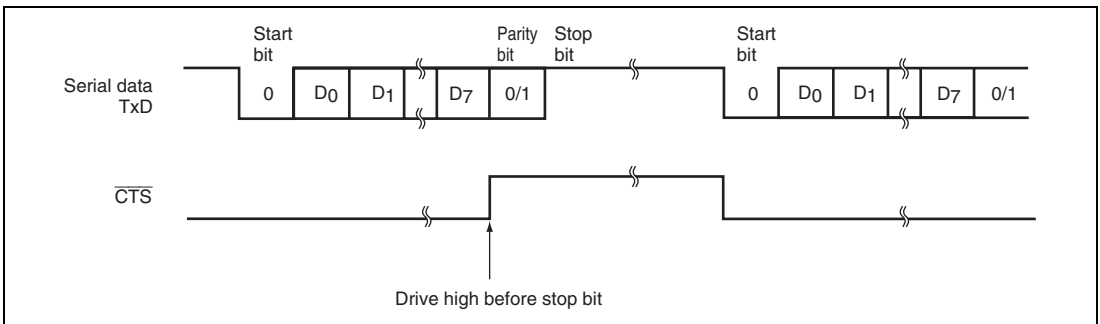 Start
bit
Parity
bit
Stop
bit
Start
bit
Serial data
TxD
0 D0 D1 D7 0/1 0 D0 D1 D7 0/1
CTS
Drive high before stop bit